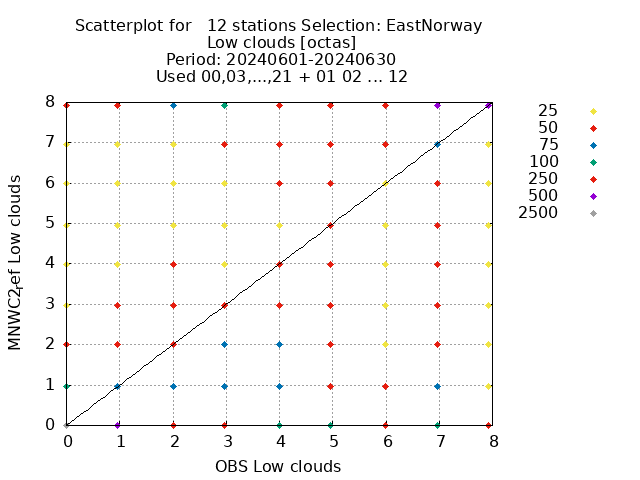 Scatterplot for 12 stations Selection: EastNorway
Low clouds [octas]
Period: 20240601-20240630
Used 00,03,...,21 + 01 02 ... 12
8
7
6
5
4
3
2
1
0
0 1 2 3 4 5 6 7 8
OBS Low clouds
MNWC2,ef Low clouds
25
50
75
100
250
500
2500